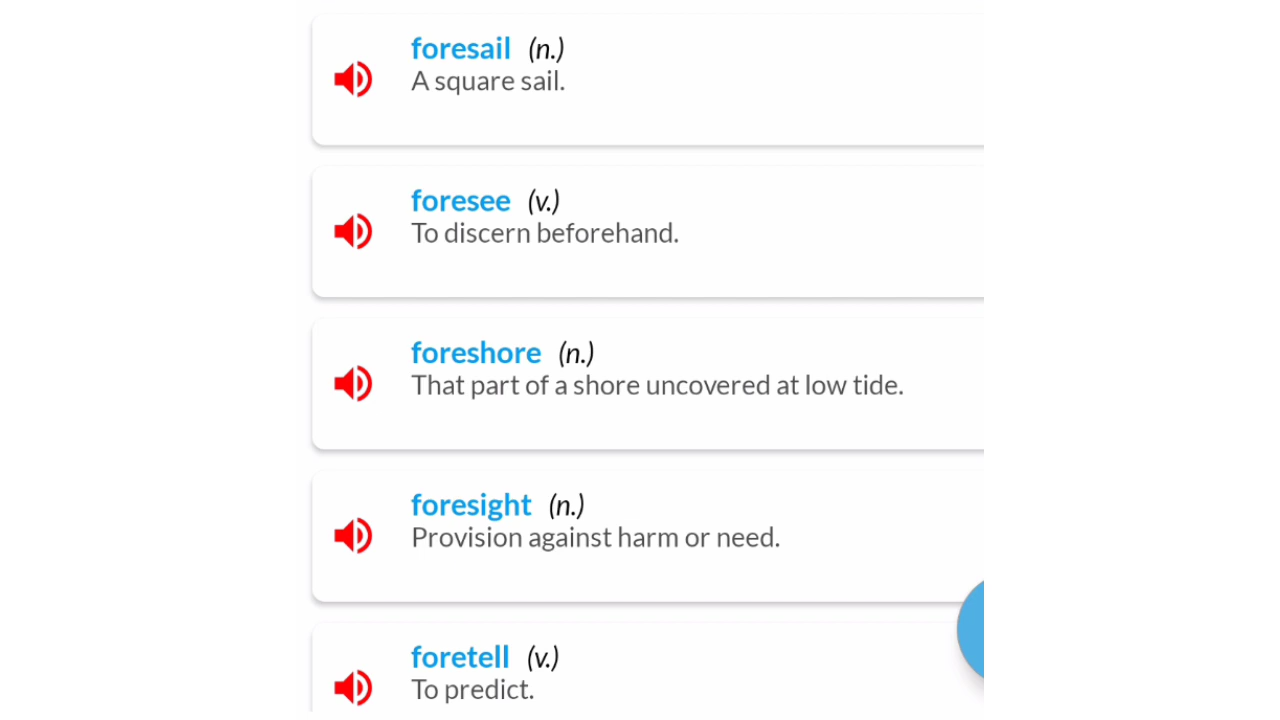 foresail (n.)
A square sail.
foresee (v.)
To discern beforehand.
foreshore (n.)
That part of a shore uncovered at low tide.
foresight (n.)
Provision against harm or need.
foretell (v.)
To predict.